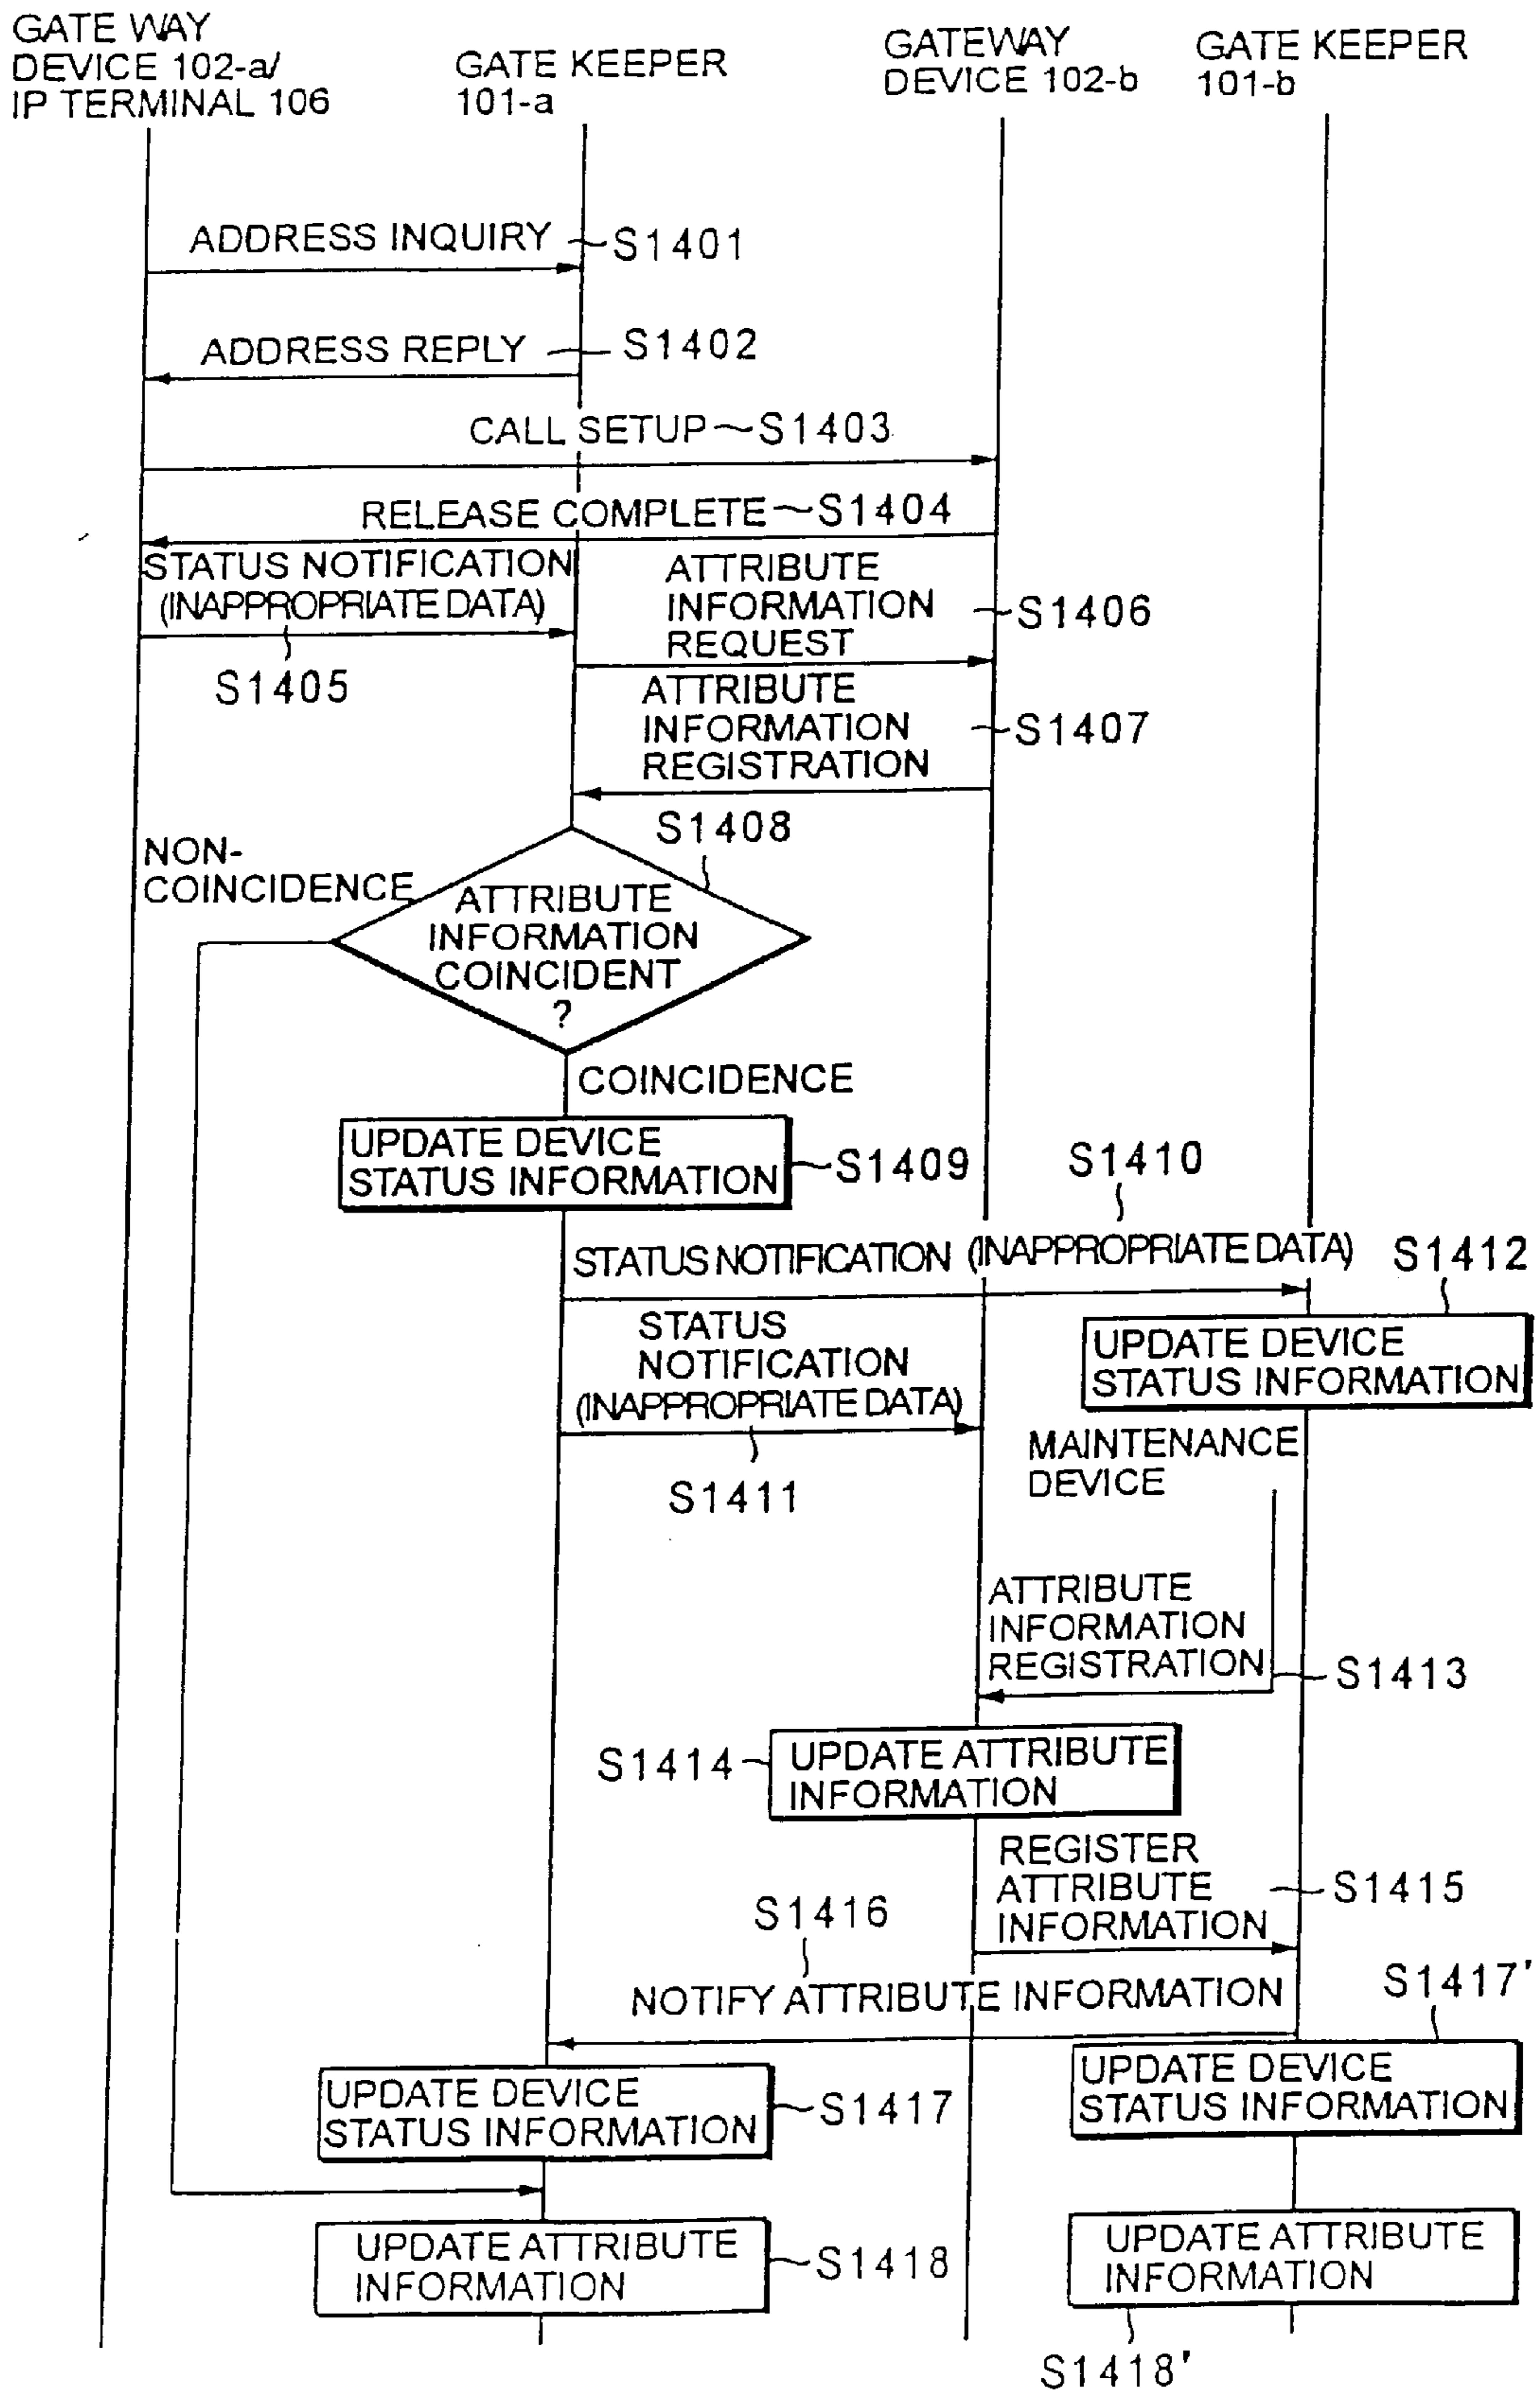 GATE WAY
DEVICE 102-a/
IP TERMINAL 106
GATE KEEPER
101-a
GATEWAY
DEVICE 102-b
GATE KEEPER
101-b
ADDRESS INQUIRY
S1401
ADDRESS REPLY
S1402
CALL SETUP
S1403
RELEASE COMPLETE
S1404
STATUS NOTIFICATION
(INAPPROPRIATE DATA)
S1405
ATTRIBUTE
INFORMATION
REQUEST
S1406
ATTRIBUTE
INFORMATION
REGISTRATION
S1407
S1408
NON-
COINCIDENCE
ATTRIBUTE
INFORMATION
COINCIDENT
?
COINCIDENCE
UPDATE DEVICE
STATUS INFORMATION
S1409
S1410
STATUS NOTIFICATION (INAPPROPRIATE DATA)
S1412
UPDATE DEVICE
STATUS INFORMATION
STATUS
NOTIFICATION
(INAPPROPRIATE DATA)
S1411
MAINTENANCE
DEVICE
ATTRIBUTE
INFORMATION
REGISTRATION
S1413
S1414
UPDATE ATTRIBUTE
INFORMATION
REGISTER
ATTRIBUTE
INFORMATION
S1415
S1416
NOTIFY ATTRIBUTE INFORMATION
S1417'
UPDATE DEVICE
STATUS INFORMATION
S1417
UPDATE DEVICE
STATUS INFORMATION
UPDATE ATTRIBUTE
INFORMATION
S1418
UPDATE ATTRIBUTE
INFORMATION
S1418'